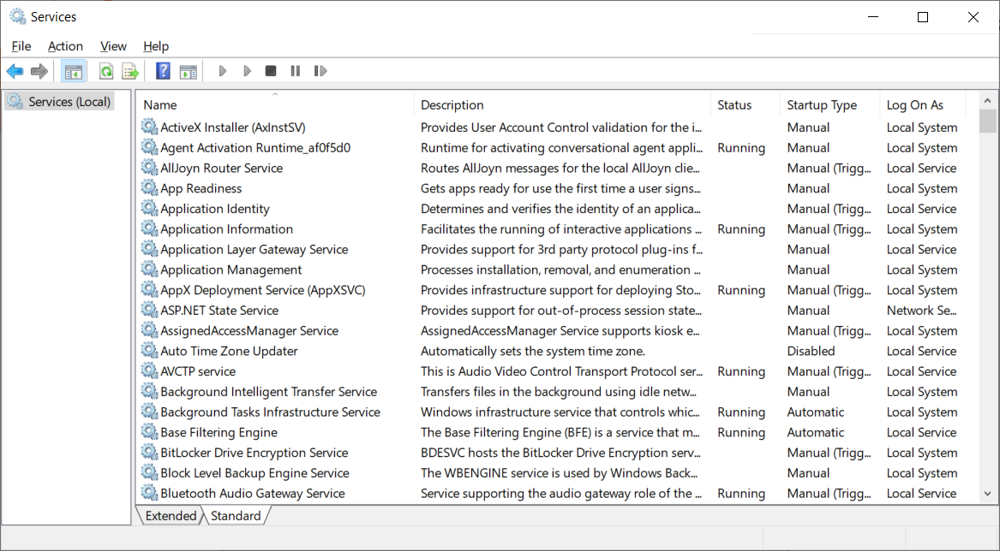 Services
File Action View Help
Services (Local)
Name Description Status Startup Type Log On As
ActiveX Installer (AxInstSV) Provides User Account Control validation for the i... Manual Local System
Agent Activation Runtime_af0f5d0 Runtime for activating conversational agent appli... Running Manual Local System
AllJoyn Router Service Routes AllJoyn messages for the local AllJoyn clie... Manual (Trigg... Local Service
App Readiness Gets apps ready for use the first time a user signs... Manual Local System
Application Identity Determines and verifies the identity of an applica... Manual (Trigg... Local Service
Application Information Facilitates the running of interactive applications ... Running Manual (Trigg... Local System
Application Layer Gateway Service Provides support for 3rd party protocol plug-ins f... Manual Local Service
Application Management Processes installation, removal, and enumeration ... Manual Local System
AppX Deployment Service (AppXSVC) Provides infrastructure support for deploying Sto... Running Manual (Trigg... Local System
ASP.NET State Service Provides support for out-of-process session state... Manual Network Se...
AssignedAccessManager Service AssignedAccessManager Service supports kiosk e... Manual (Trigg... Local System
Auto Time Zone Updater Automatically sets the system time zone. Disabled Local Service
AVCTP service This is Audio Video Control Transport Protocol ser... Running Manual (Trigg... Local Service
Background Intelligent Transfer Service Transfers files in the background using idle netw... Manual Local System
Background Tasks Infrastructure Service Windows infrastructure service that controls whic... Running Automatic Local System
Base Filtering Engine The Base Filtering Engine (BFE) is a service that m... Running Automatic Local Service
BitLocker Drive Encryption Service BDESVC hosts the BitLocker Drive Encryption serv... Manual (Trigg... Local System
Block Level Backup Engine Service The WBENGINE service is used by Windows Back... Manual Local System
Bluetooth Audio Gateway Service Service supporting the audio gateway role of the ... Running Manual (Trigg... Local Service
Extended Standard